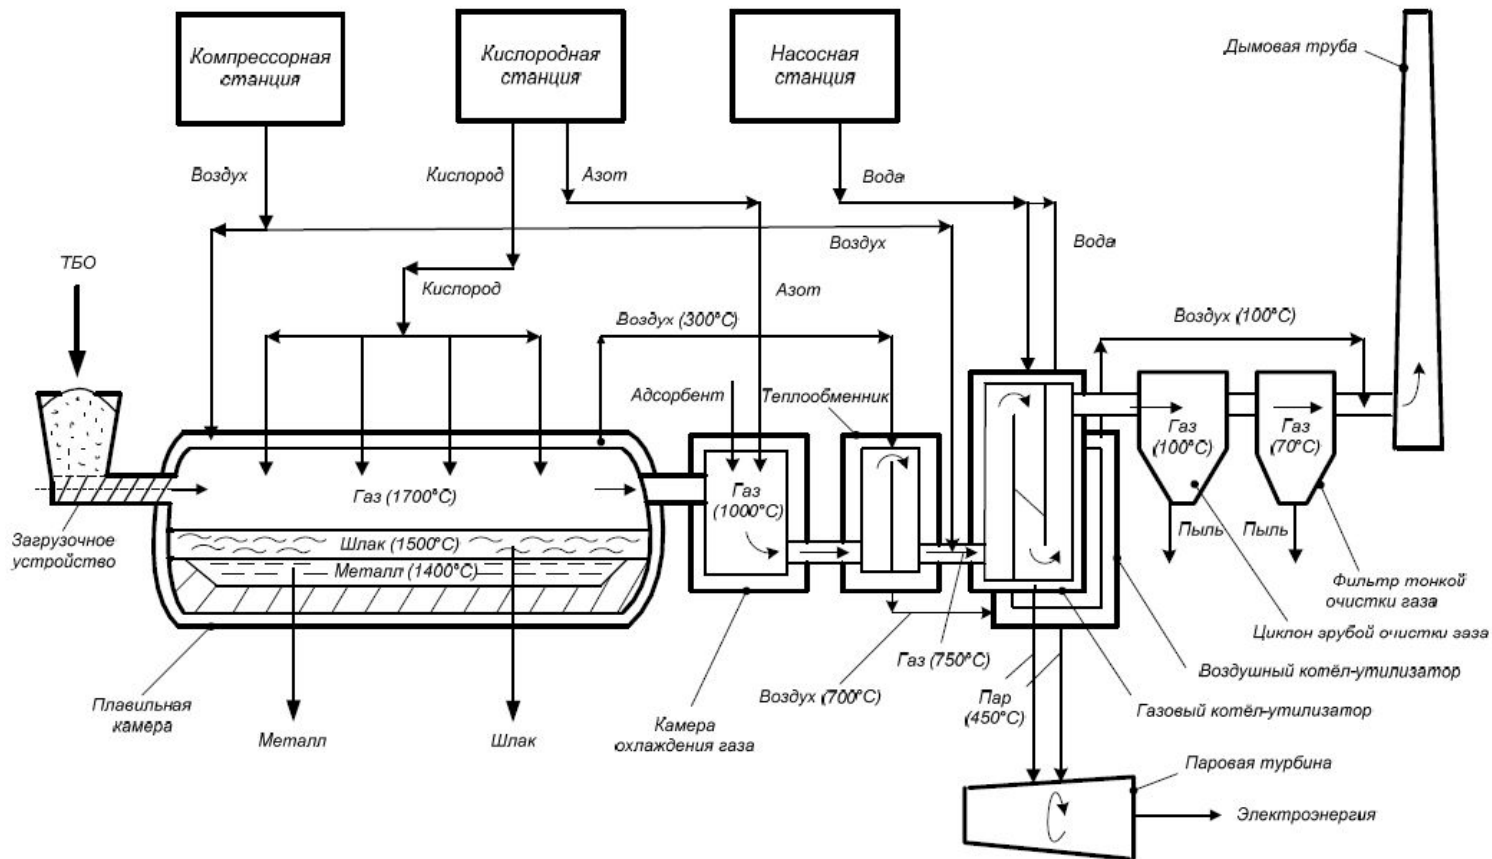 Компрессорная
станция
Кислородная
станция
Насосная
станция
Дымовая труба
Воздух
Кислород
Азот
Вода
Воздух
Вода
ТБО
Кислород
Азот
Воздух (300°С)
Воздух (100°С)
Адсорбент
Теплообменник
Газ
(100°С)
Газ
(70°С)
Газ (1700°С)
Газ
(1000°С)
Шлак (1500°С)
Металл (1400°С)
Загрузочное
устройство
Пыль
Пыль
Фильтр тонкой
очистки газа
Циклон грубой очистки газа
Газ (750°С)
Воздушный котёл-утилизатор
Воздух (700°С)
Пар
(450°С)
Газовый котёл-утилизатор
Плавильная
камера
Металл
Шлак
Камера
охлаждения газа
Паровая турбина
Электроэнергия